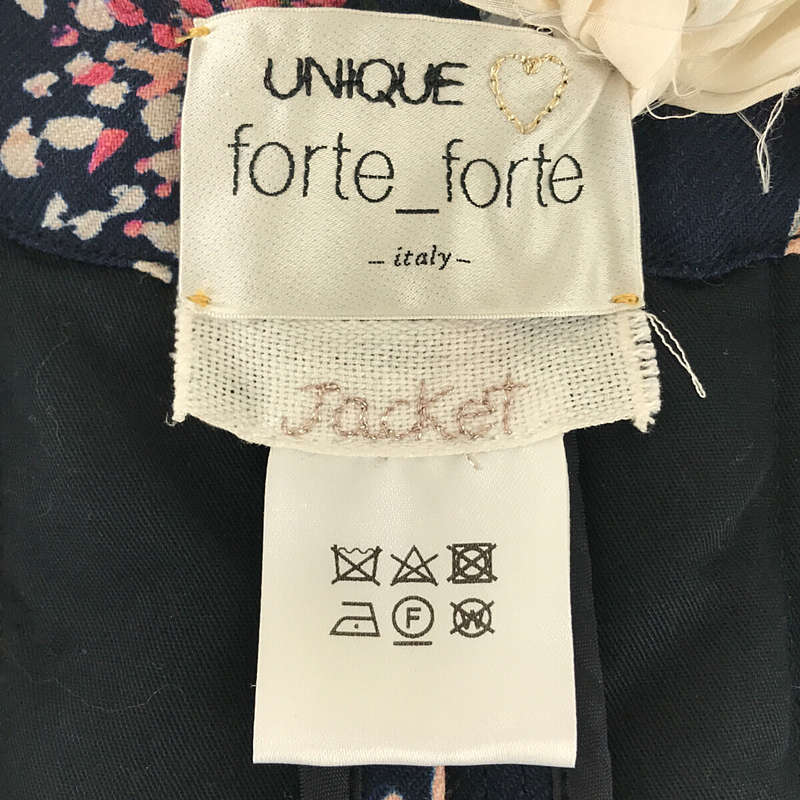 UNIQUE
forte_forte
– italy –
Jacket
F
W